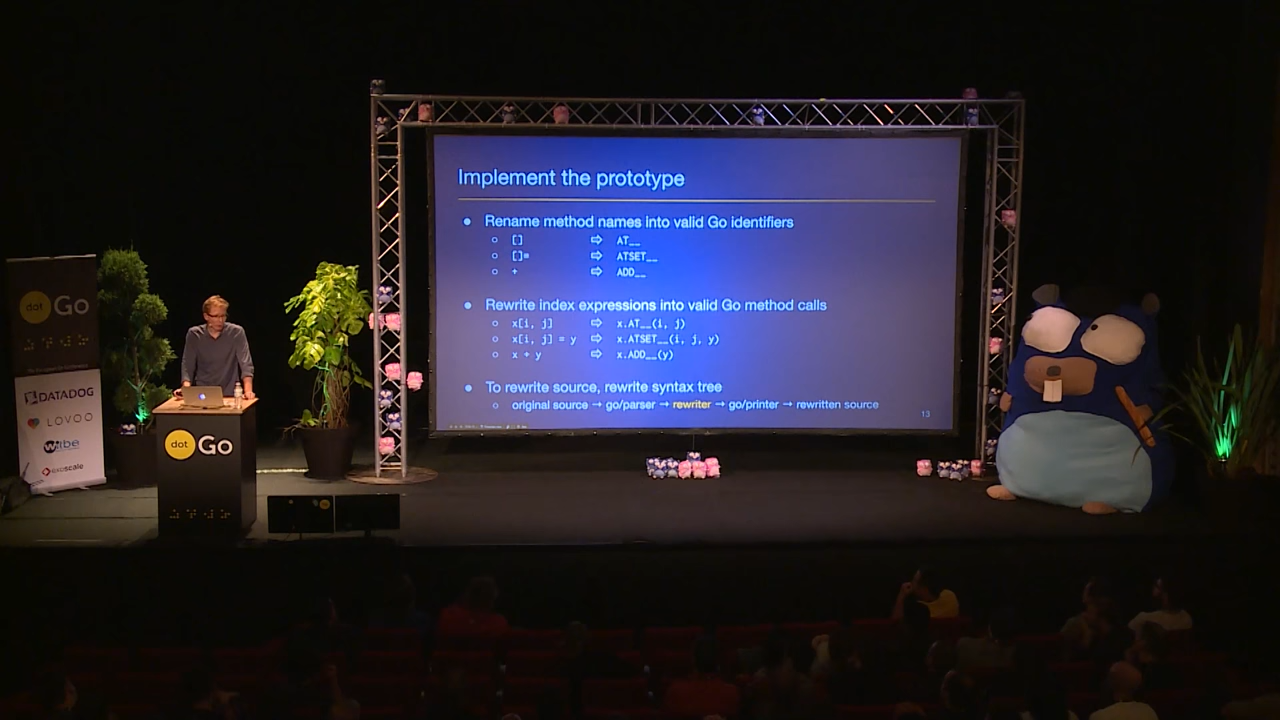 Implement the prototype
Rename method names into valid Go identifiers
[] ⇨ AT__
[]= ⇨ ATSET__
+ ⇨ ADD__
Rewrite index expressions into valid Go method calls
x[i, j] ⇨ x.AT__(i, j)
x[i, j] = y ⇨ x.ATSET__(i, j, y)
x + y ⇨ x.ADD__(y)
To rewrite source, rewrite syntax tree
original source → go/parser → rewriter → go/printer → rewritten source
13
dot Go
DATADOG
LOVOO
exoscale
dot Go